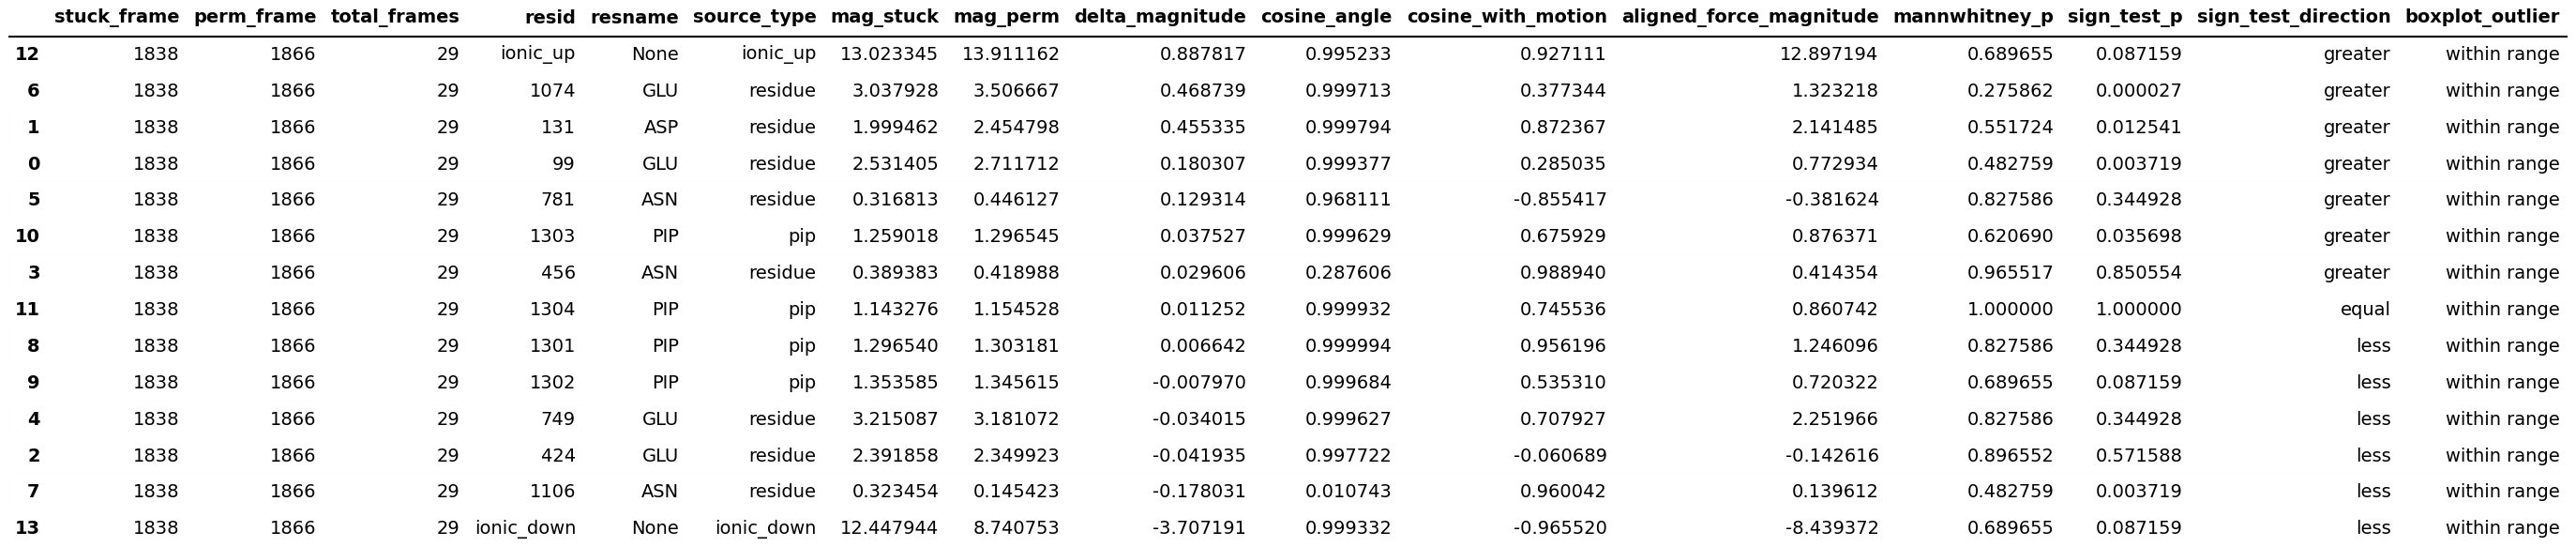 stuck_frame perm_frame total_frames resid resname source_type mag_stuck mag_perm delta_magnitude cosine_angle cosine_with_motion aligned_force_magnitude mannwhitney_p sign_test_p sign_test_direction boxplot_outlier
12 1838 1866 29 ionic_up None ionic_up 13.023345 13.911162 0.887817 0.995233 0.927111 12.897194 0.689655 0.087159 greater within range
6 1838 1866 29 1074 GLU residue 3.037928 3.506667 0.468739 0.999713 0.377344 1.323218 0.275862 0.000027 greater within range
1 1838 1866 29 131 ASP residue 1.999462 2.454798 0.455335 0.999794 0.872367 2.141485 0.551724 0.012541 greater within range
0 1838 1866 29 99 GLU residue 2.531405 2.711712 0.180307 0.999377 0.285035 0.772934 0.482759 0.003719 greater within range
5 1838 1866 29 781 ASN residue 0.316813 0.446127 0.129314 0.968111 -0.855417 -0.381624 0.827586 0.344928 greater within range
10 1838 1866 29 1303 PIP pip 1.259018 1.296545 0.037527 0.999629 0.675929 0.876371 0.620690 0.035698 greater within range
3 1838 1866 29 456 ASN residue 0.389383 0.418988 0.029606 0.287606 0.988940 0.414354 0.965517 0.850554 greater within range
11 1838 1866 29 1304 PIP pip 1.143276 1.154528 0.011252 0.999932 0.745536 0.860742 1.000000 1.000000 equal within range
8 1838 1866 29 1301 PIP pip 1.296540 1.303181 0.006642 0.999994 0.956196 1.246096 0.827586 0.344928 less within range
9 1838 1866 29 1302 PIP pip 1.353585 1.345615 -0.007970 0.999684 0.535310 0.720322 0.689655 0.087159 less within range
4 1838 1866 29 749 GLU residue 3.215087 3.181072 -0.034015 0.999627 0.707927 2.251966 0.827586 0.344928 less within range
2 1838 1866 29 424 GLU residue 2.391858 2.349923 -0.041935 0.997722 -0.060689 -0.142616 0.896552 0.571588 less within range
7 1838 1866 29 1106 ASN residue 0.323454 0.145423 -0.178031 0.010743 0.960042 0.139612 0.482759 0.003719 less within range
13 1838 1866 29 ionic_down None ionic_down 12.447944 8.740753 -3.707191 0.999332 -0.965520 -8.439372 0.689655 0.087159 less within range